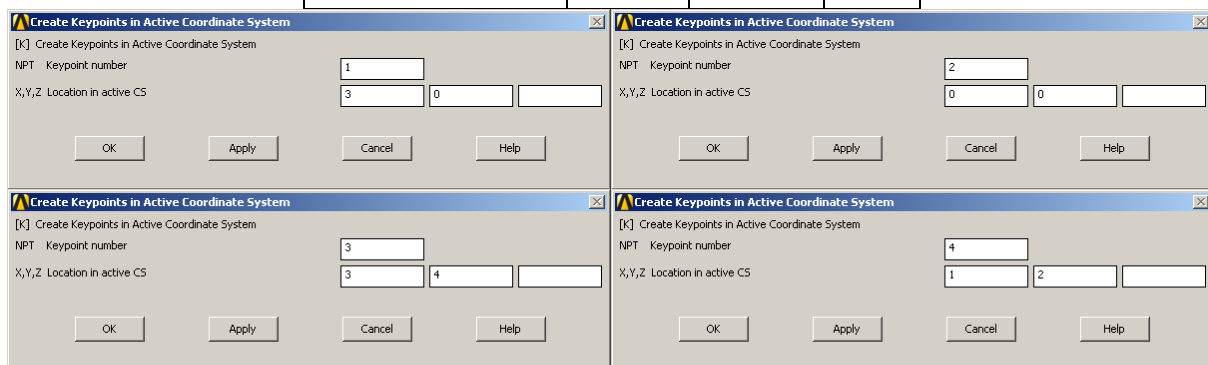 Create Keypoints in Active Coordinate System
[K] Create Keypoints in Active Coordinate System
NPT Keypoint number 1
X,Y,Z Location in active CS 3 0
OK Apply Cancel Help
Create Keypoints in Active Coordinate System
[K] Create Keypoints in Active Coordinate System
NPT Keypoint number 2
X,Y,Z Location in active CS 0 0
OK Apply Cancel Help
Create Keypoints in Active Coordinate System
[K] Create Keypoints in Active Coordinate System
NPT Keypoint number 3
X,Y,Z Location in active CS 3 4
OK Apply Cancel Help
Create Keypoints in Active Coordinate System
[K] Create Keypoints in Active Coordinate System
NPT Keypoint number 4
X,Y,Z Location in active CS 1 2
OK Apply Cancel Help